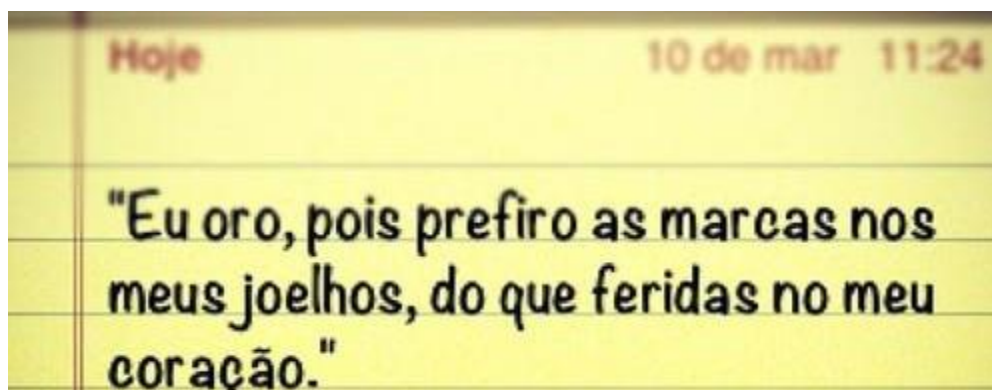 Hoje 10 de mar 11:24
"Eu oro, pois prefiro as marcas nos
meus joelhos, do que feridas no meu
coração."